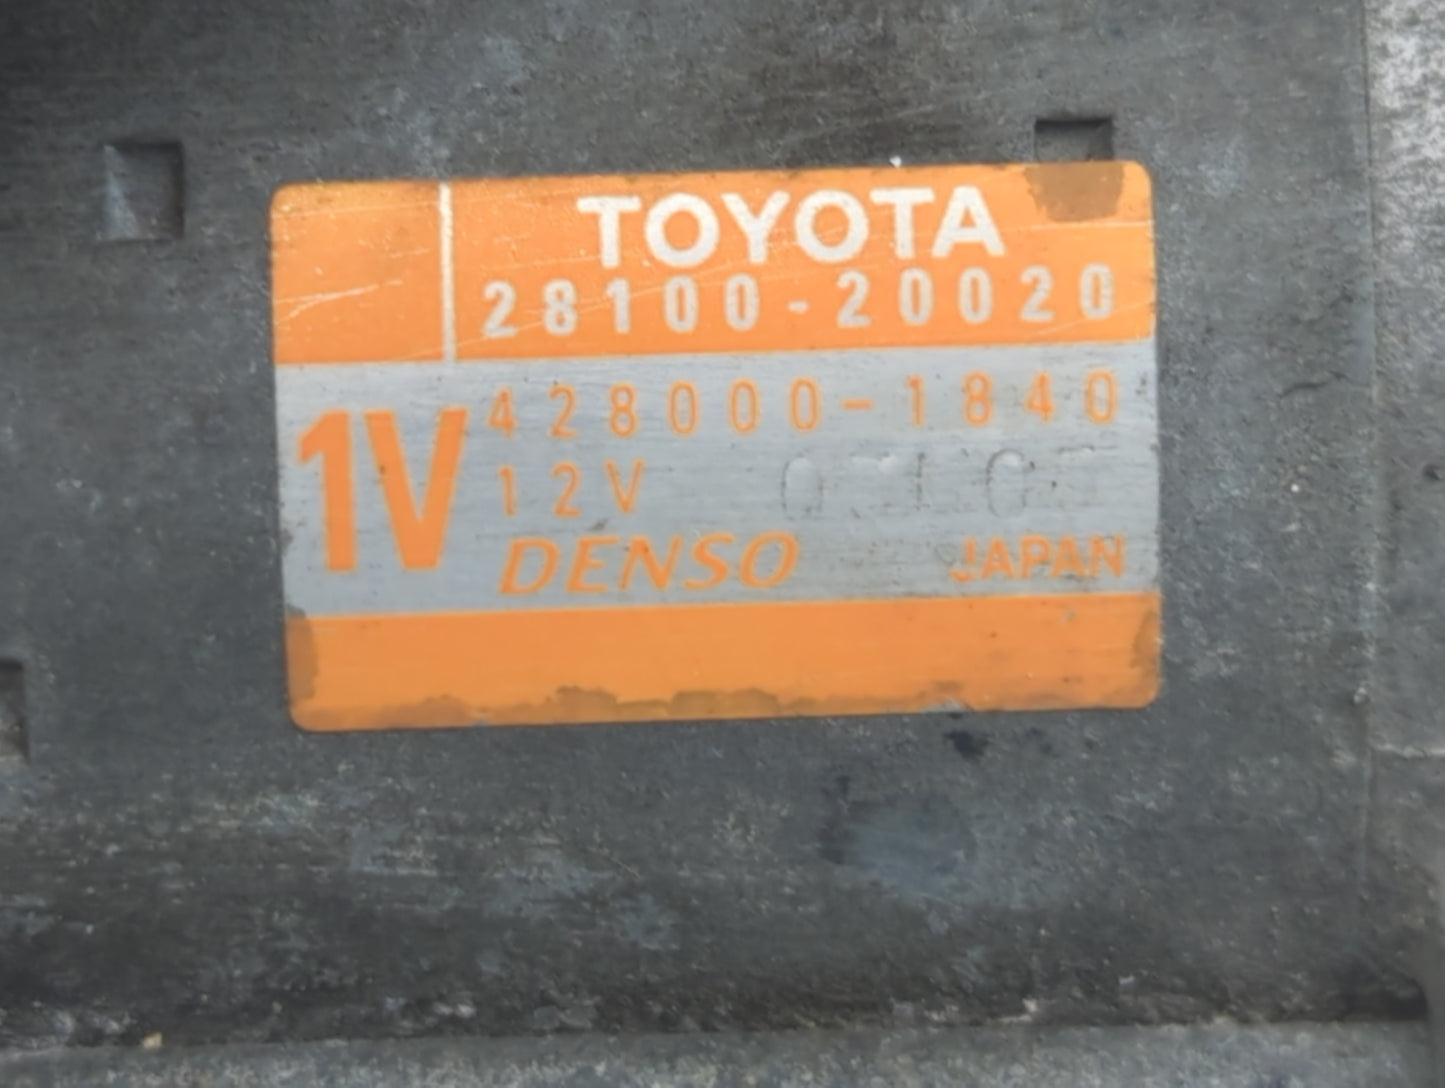 TOYOTA
28100-20020
1V
428000-1840
12V
DENSO JAPAN